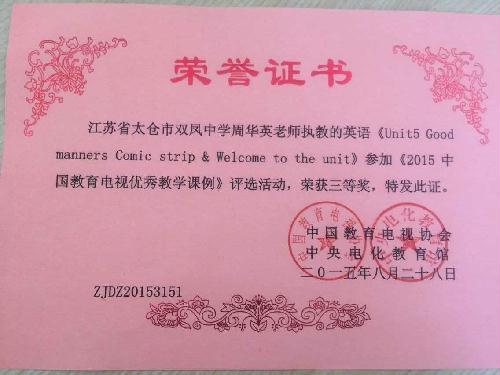 荣誉证书
江苏省太仓市双凤中学周华英老师执教的英语《Unit5 Good
manners Comic strip & Welcome to the unit》参加《2015 中
国教育电视优秀教学课例》评选活动，荣获三等奖，特发此证。
中国教育电视协会
中央电化教育馆
二〇一五年八月二十八日
ZJDZ20153151